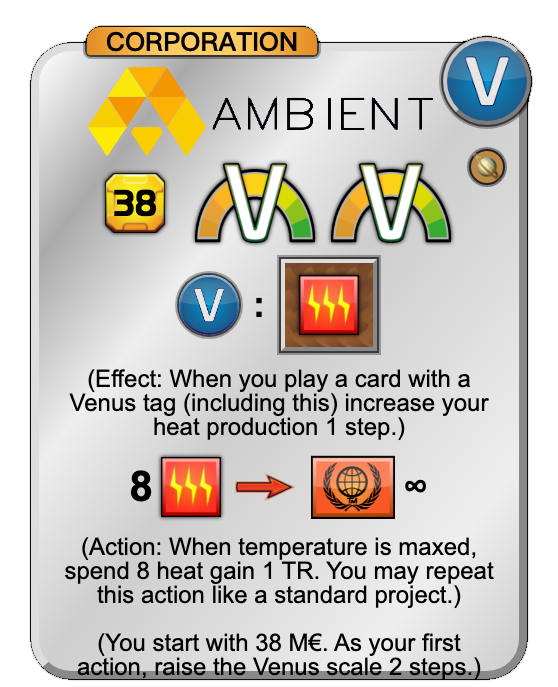 CORPORATION
V
AMBIENT
38 V V
V :
(Effect: When you play a card with a
Venus tag (including this) increase your
heat production 1 step.)
8 TM ∞
(Action: When temperature is maxed,
spend 8 heat gain 1 TR. You may repeat
this action like a standard project.)
(You start with 38 M€. As your first
action, raise the Venus scale 2 steps.)